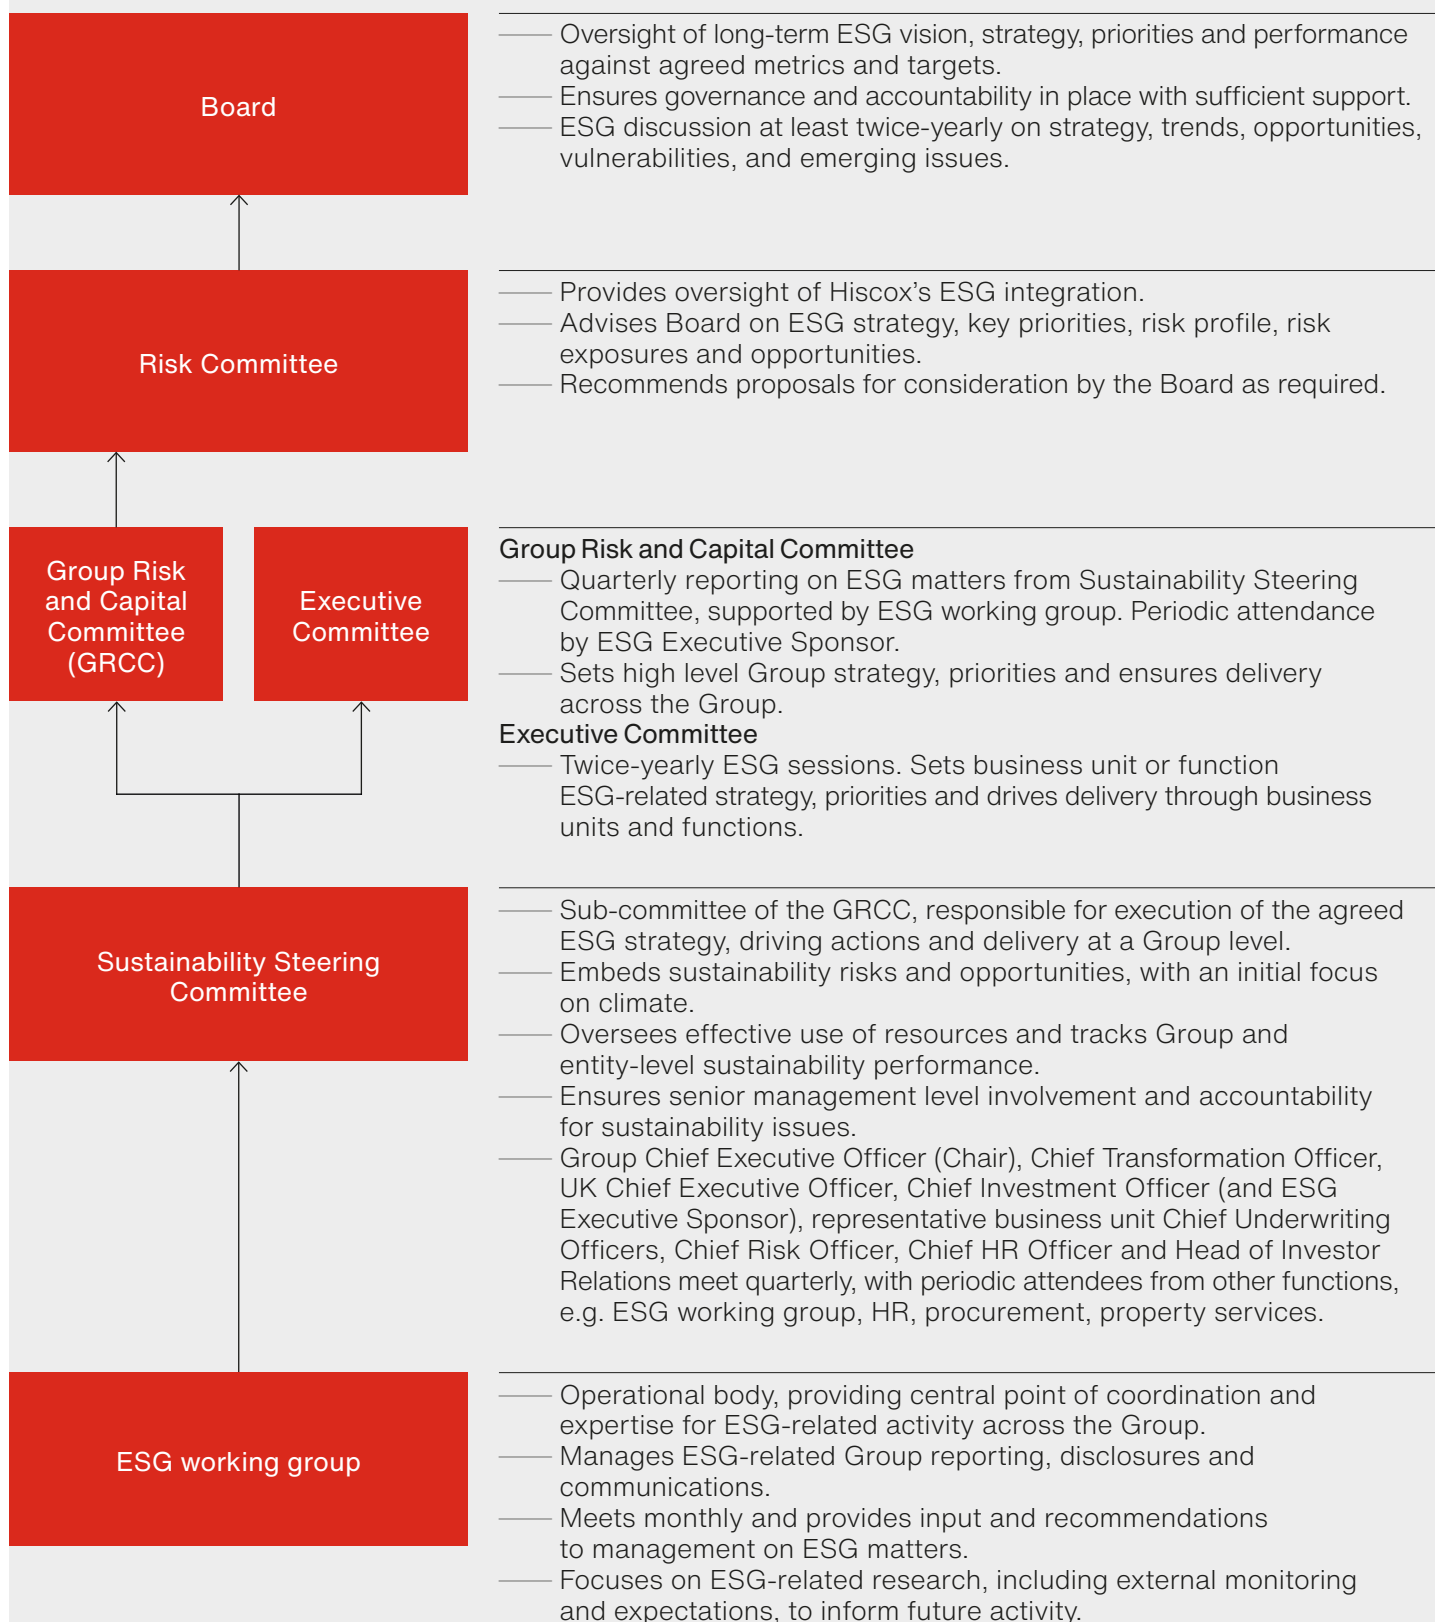 Board
Oversight of long-term ESG vision, strategy, priorities and performance
against agreed metrics and targets.
Ensures governance and accountability in place with sufficient support.
ESG discussion at least twice-yearly on strategy, trends, opportunities,
vulnerabilities, and emerging issues.
Risk Committee
Provides oversight of Hiscox’s ESG integration.
Advises Board on ESG strategy, key priorities, risk profile, risk
exposures and opportunities.
Recommends proposals for consideration by the Board as required.
Group Risk
and Capital
Committee
(GRCC)
Executive
Committee
Group Risk and Capital Committee
Quarterly reporting on ESG matters from Sustainability Steering
Committee, supported by ESG working group. Periodic attendance
by ESG Executive Sponsor.
Sets high level Group strategy, priorities and ensures delivery
across the Group.
Executive Committee
Twice-yearly ESG sessions. Sets business unit or function
ESG-related strategy, priorities and drives delivery through business
units and functions.
Sustainability Steering
Committee
Sub-committee of the GRCC, responsible for execution of the agreed
ESG strategy, driving actions and delivery at a Group level.
Embeds sustainability risks and opportunities, with an initial focus
on climate.
Oversees effective use of resources and tracks Group and
entity-level sustainability performance.
Ensures senior management level involvement and accountability
for sustainability issues.
Group Chief Executive Officer (Chair), Chief Transformation Officer,
UK Chief Executive Officer, Chief Investment Officer (and ESG
Executive Sponsor), representative business unit Chief Underwriting
Officers, Chief Risk Officer, Chief HR Officer and Head of Investor
Relations meet quarterly, with periodic attendees from other functions,
e.g. ESG working group, HR, procurement, property services.
ESG working group
Operational body, providing central point of coordination and
expertise for ESG-related activity across the Group.
Manages ESG-related Group reporting, disclosures and
communications.
Meets monthly and provides input and recommendations
to management on ESG matters.
Focuses on ESG-related research, including external monitoring
and expectations, to inform future activity.